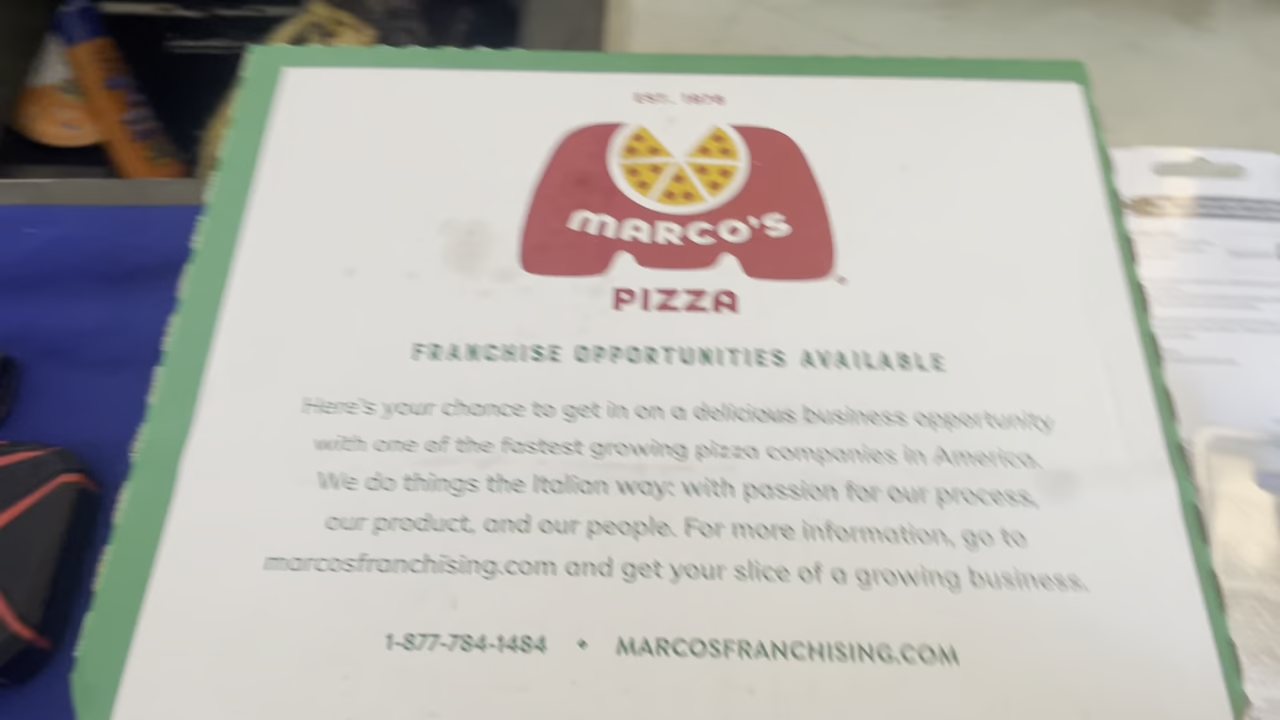 EST. 1978
MARCO'S
PIZZA
FRANCHISE OPPORTUNITIES AVAILABLE
Here's your chance to get in on a delicious business opportunity
with one of the fastest growing pizza companies in America.
We do things the Italian way: with passion for our process,
our product, and our people. For more information, go to
marcosfranchising.com and get your slice of a growing business.
1-877-784-1484 • MARCOSFRANCHISING.COM